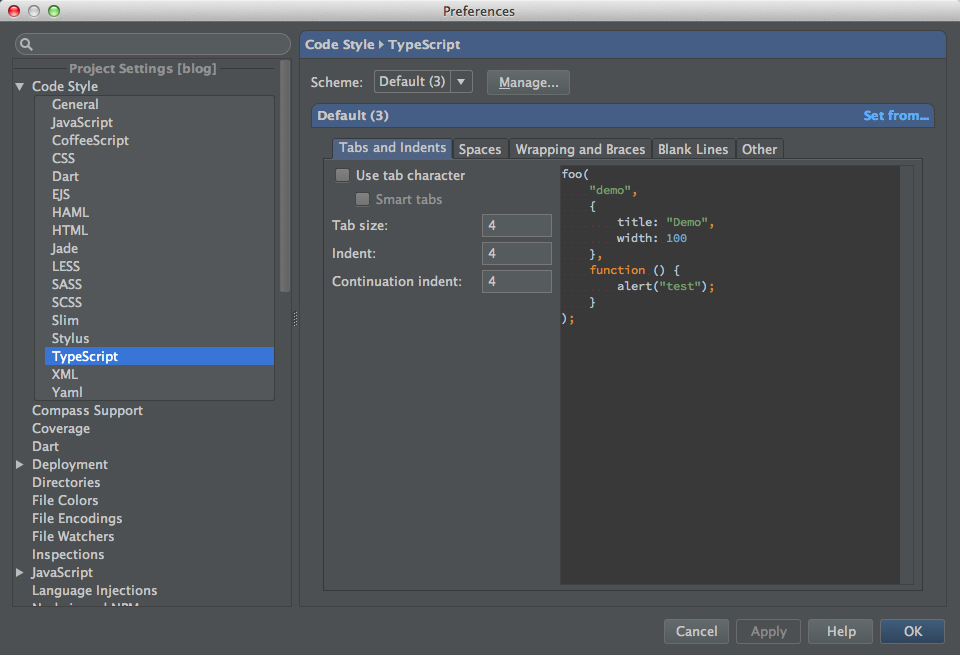 Preferences
Project Settings [blog]
Code Style
General
JavaScript
CoffeeScript
CSS
Dart
EJS
HAML
HTML
Jade
LESS
SASS
SCSS
Slim
Stylus
TypeScript
XML
Yaml
Compass Support
Coverage
Dart
Deployment
Directories
File Colors
File Encodings
File Watchers
Inspections
JavaScript
Language Injections
Code Style ▸ TypeScript
Scheme: Default (3) Manage...
Default (3) Set from...
Tabs and Indents Spaces Wrapping and Braces Blank Lines Other
Use tab character
Smart tabs
Tab size: 4
Indent: 4
Continuation indent: 4
foo(
    "demo",
    {
        title: "Demo",
        width: 100
    },
    function () {
        alert("test");
    }
);
Cancel Apply Help OK